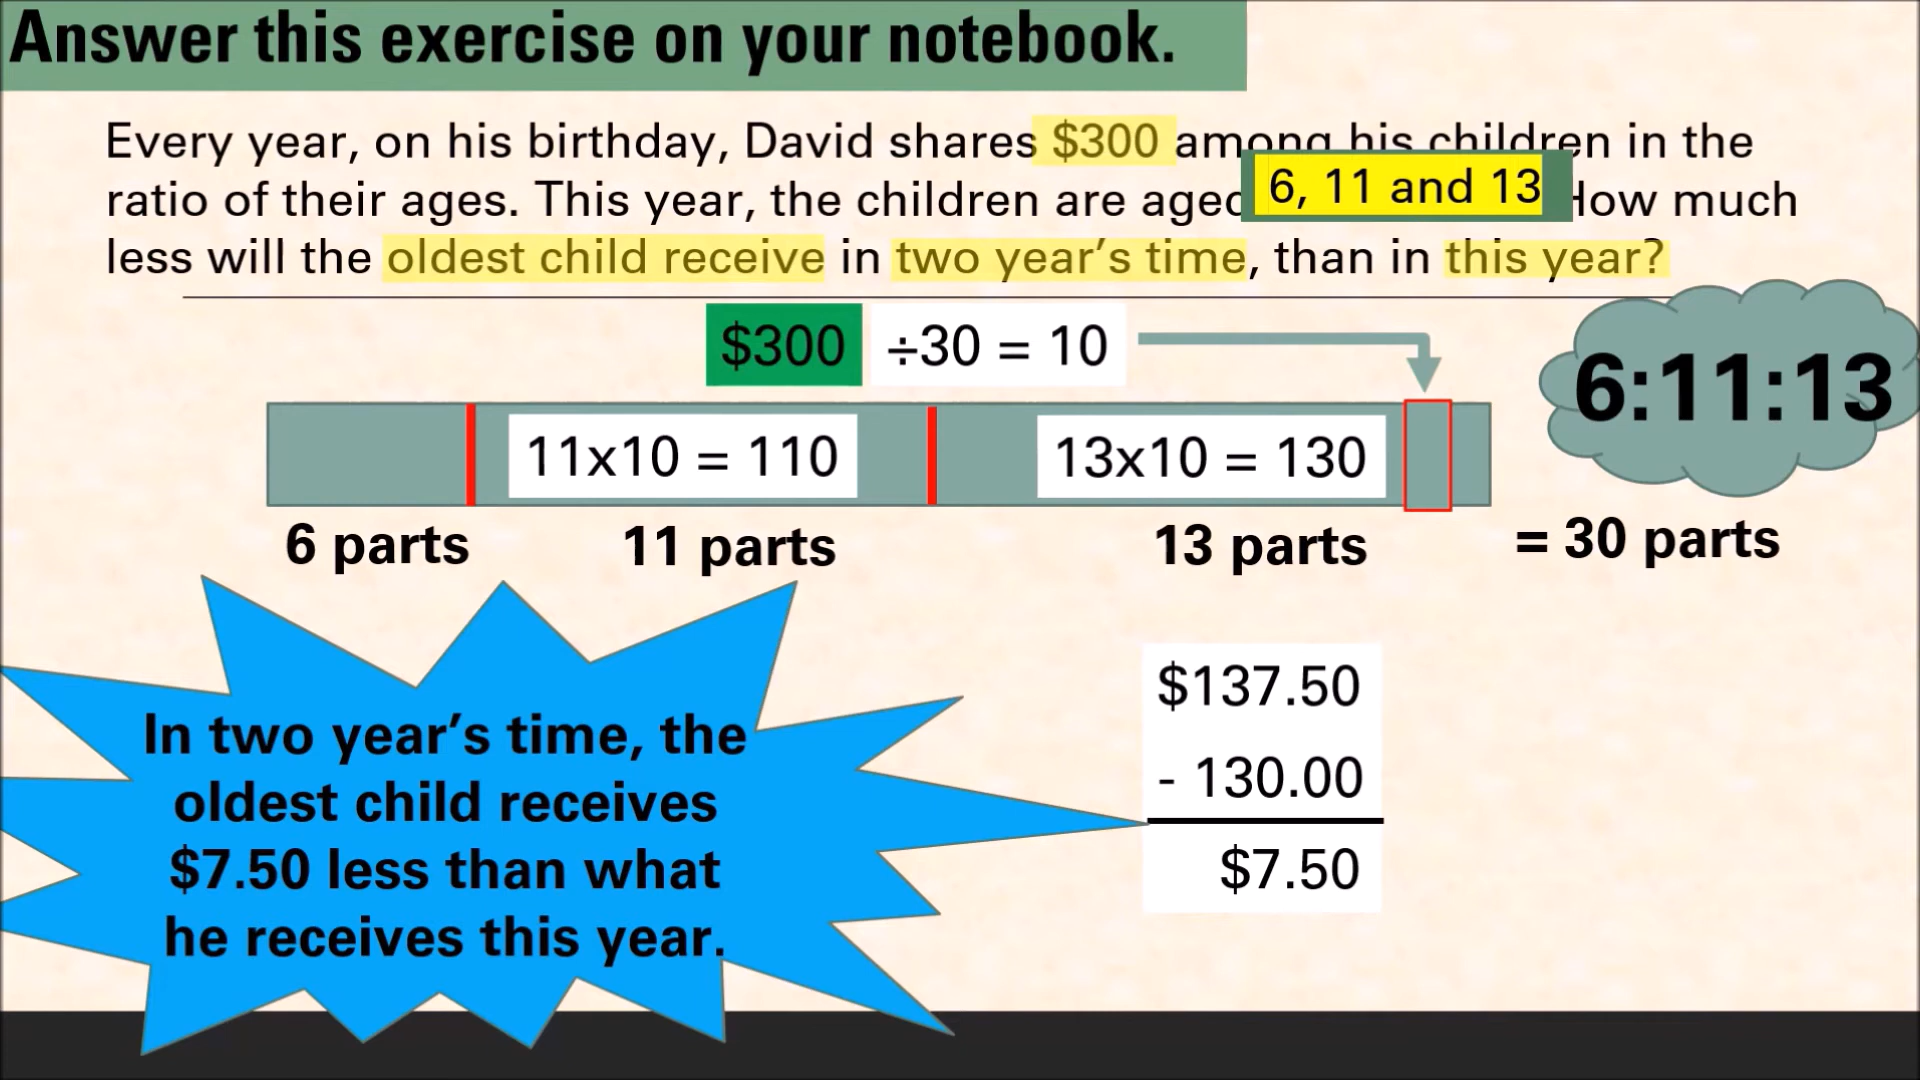 Answer this exercise on your notebook.
Every year, on his birthday, David shares $300 among his children in the
ratio of their ages. This year, the children are aged 6, 11 and 13 How much
less will the oldest child receive in two year's time, than in this year?
$300 ÷30 = 10
6:11:13
11x10 = 110
13x10 = 130
6 parts
11 parts
13 parts
= 30 parts
In two year's time, the
oldest child receives
$7.50 less than what
he receives this year.
$137.50
- 130.00
$7.50